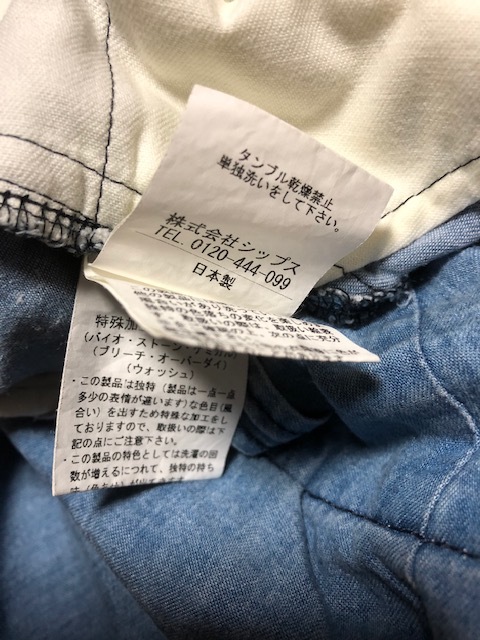 タンブル乾燥禁止
単独洗いをして下さい。
株式会社シップス
TEL. 0120-444-099
日本製
特殊加
(バイオ・ストーン
(ブリーチ・オーバーダイ)
(ウォッシュ)
・この製品は独特（製品は一点一点
多少の表情が違います）な色目（風
合い）を出すため特殊な加工をし
ておりますので、取扱いの際は下
記の点にご注意下さい。
・この製品の特色としては洗濯の回
数が増えるにつれて、独特の持ち